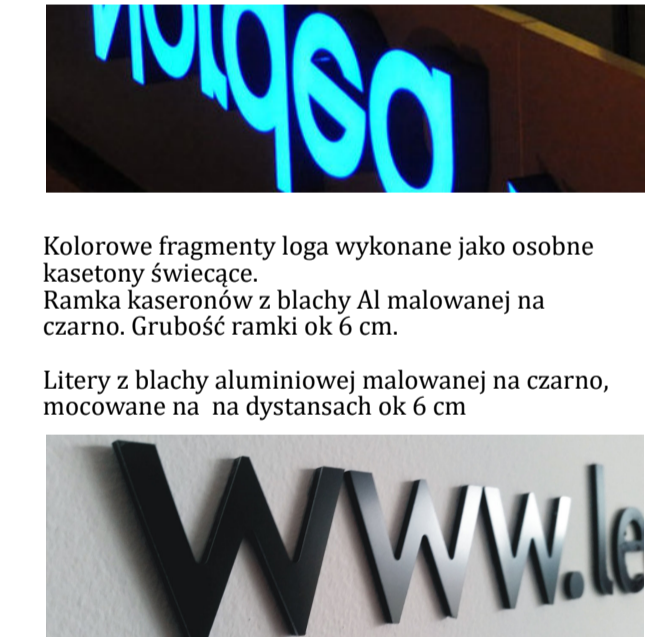 Kolorowe fragmenty loga wykonane jako osobne
kasetony świecące.
Ramka kaseronów z blachy Al malowanej na
czarno. Grubość ramki ok 6 cm.
Litery z blachy aluminiowej malowanej na czarno,
mocowane na  na dystansach ok 6 cm
www.le